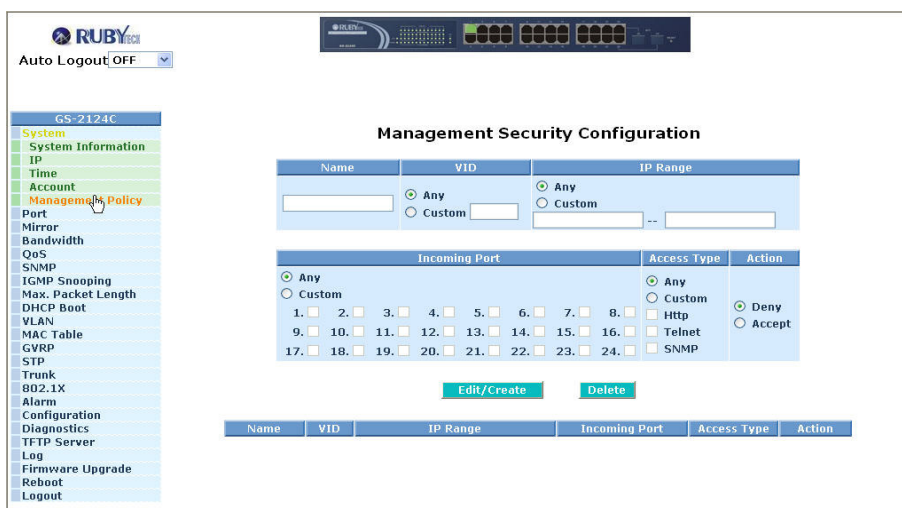 RUBYTECH
Auto Logout OFF
GS-2124C
System
System Information
IP
Time
Account
Management Policy
Port
Mirror
Bandwidth
QoS
SNMP
IGMP Snooping
Max. Packet Length
DHCP Boot
VLAN
MAC Table
GVRP
STP
Trunk
802.1X
Alarm
Configuration
Diagnostics
TFTP Server
Log
Firmware Upgrade
Reboot
Logout
Management Security Configuration
Name VID IP Range
Any
Custom
Any
Custom
--
Incoming Port Access Type Action
Any
Custom
1. 2. 3. 4. 5. 6. 7. 8.
9. 10. 11. 12. 13. 14. 15. 16.
17. 18. 19. 20. 21. 22. 23. 24.
Any
Custom
Http
Telnet
SNMP
Deny
Accept
Edit/Create Delete
Name VID IP Range Incoming Port Access Type Action